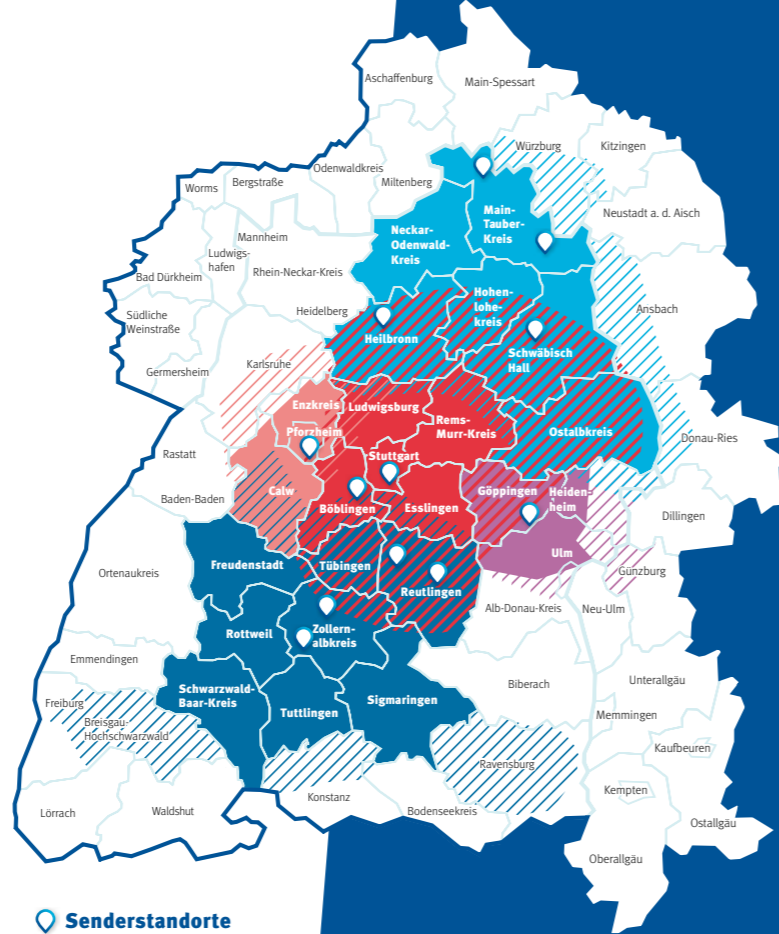 Aschaffenburg
Main-Spessart
Würzburg
Kitzingen
Odenwaldkreis
Miltenberg
Bergstraße
Worms
Main-
Tauber-
Kreis
Neustadt a. d. Aisch
Neckar-
Odenwald-
Kreis
Mannheim
Ludwigs-
hafen
Rhein-Neckar-Kreis
Bad Dürkheim
Hohen-
lohe-
kreis
Ansbach
Heidelberg
Südliche
Weinstraße
Heilbronn
Schwäbisch
Hall
Germersheim
Karlsruhe
Enzkreis
Ludwigsburg
Rems-
Murr-Kreis
Pforzheim
Ostalbkreis
Donau-Ries
Rastatt
Stuttgart
Baden-Baden
Calw
Böblingen
Esslingen
Göppingen
Heiden-
heim
Dillingen
Ulm
Freudenstadt
Tübingen
Reutlingen
Günzburg
Ortenaukreis
Alb-Donau-Kreis
Neu-Ulm
Rottweil
Zollern-
albkreis
Emmendingen
Schwarzwald-
Baar-Kreis
Tuttlingen
Sigmaringen
Biberach
Unterallgäu
Freiburg
Breisgau-
Hochschwarzwald
Memmingen
Kaufbeuren
Ravensburg
Kempten
Konstanz
Lörrach
Waldshut
Bodenseekreis
Ostallgäu
Oberallgäu
Senderstandorte